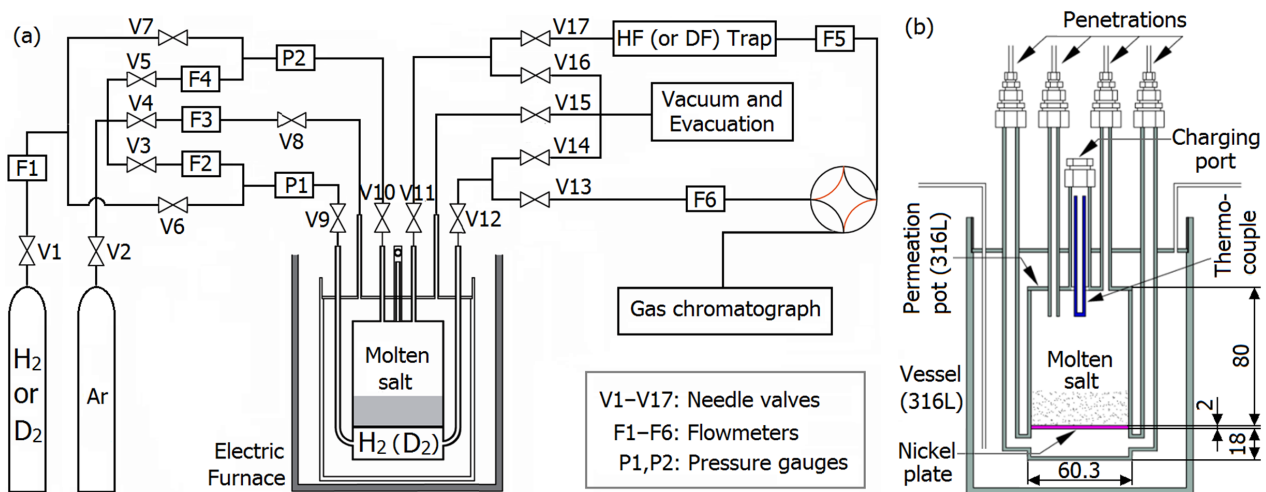 (a)
V7
V5
F4
P2
V4
F3
V8
V3
F2
P1
V6
F1
V1
V2
V9
V10
V11
V12
V17
HF (or DF) Trap
F5
V16
V15
Vacuum and
Evacuation
V14
V13
F6
Gas chromatograph
H2
or
D2
Ar
Molten
salt
H2 (D2)
Electric
Furnace
V1–V17: Needle valves
F1–F6: Flowmeters
P1,P2: Pressure gauges
(b)
Penetrations
Charging
port
Permeation
pot (316L)
Thermo-
couple
Molten
salt
Vessel
(316L)
Nickel
plate
80
2
18
60.3